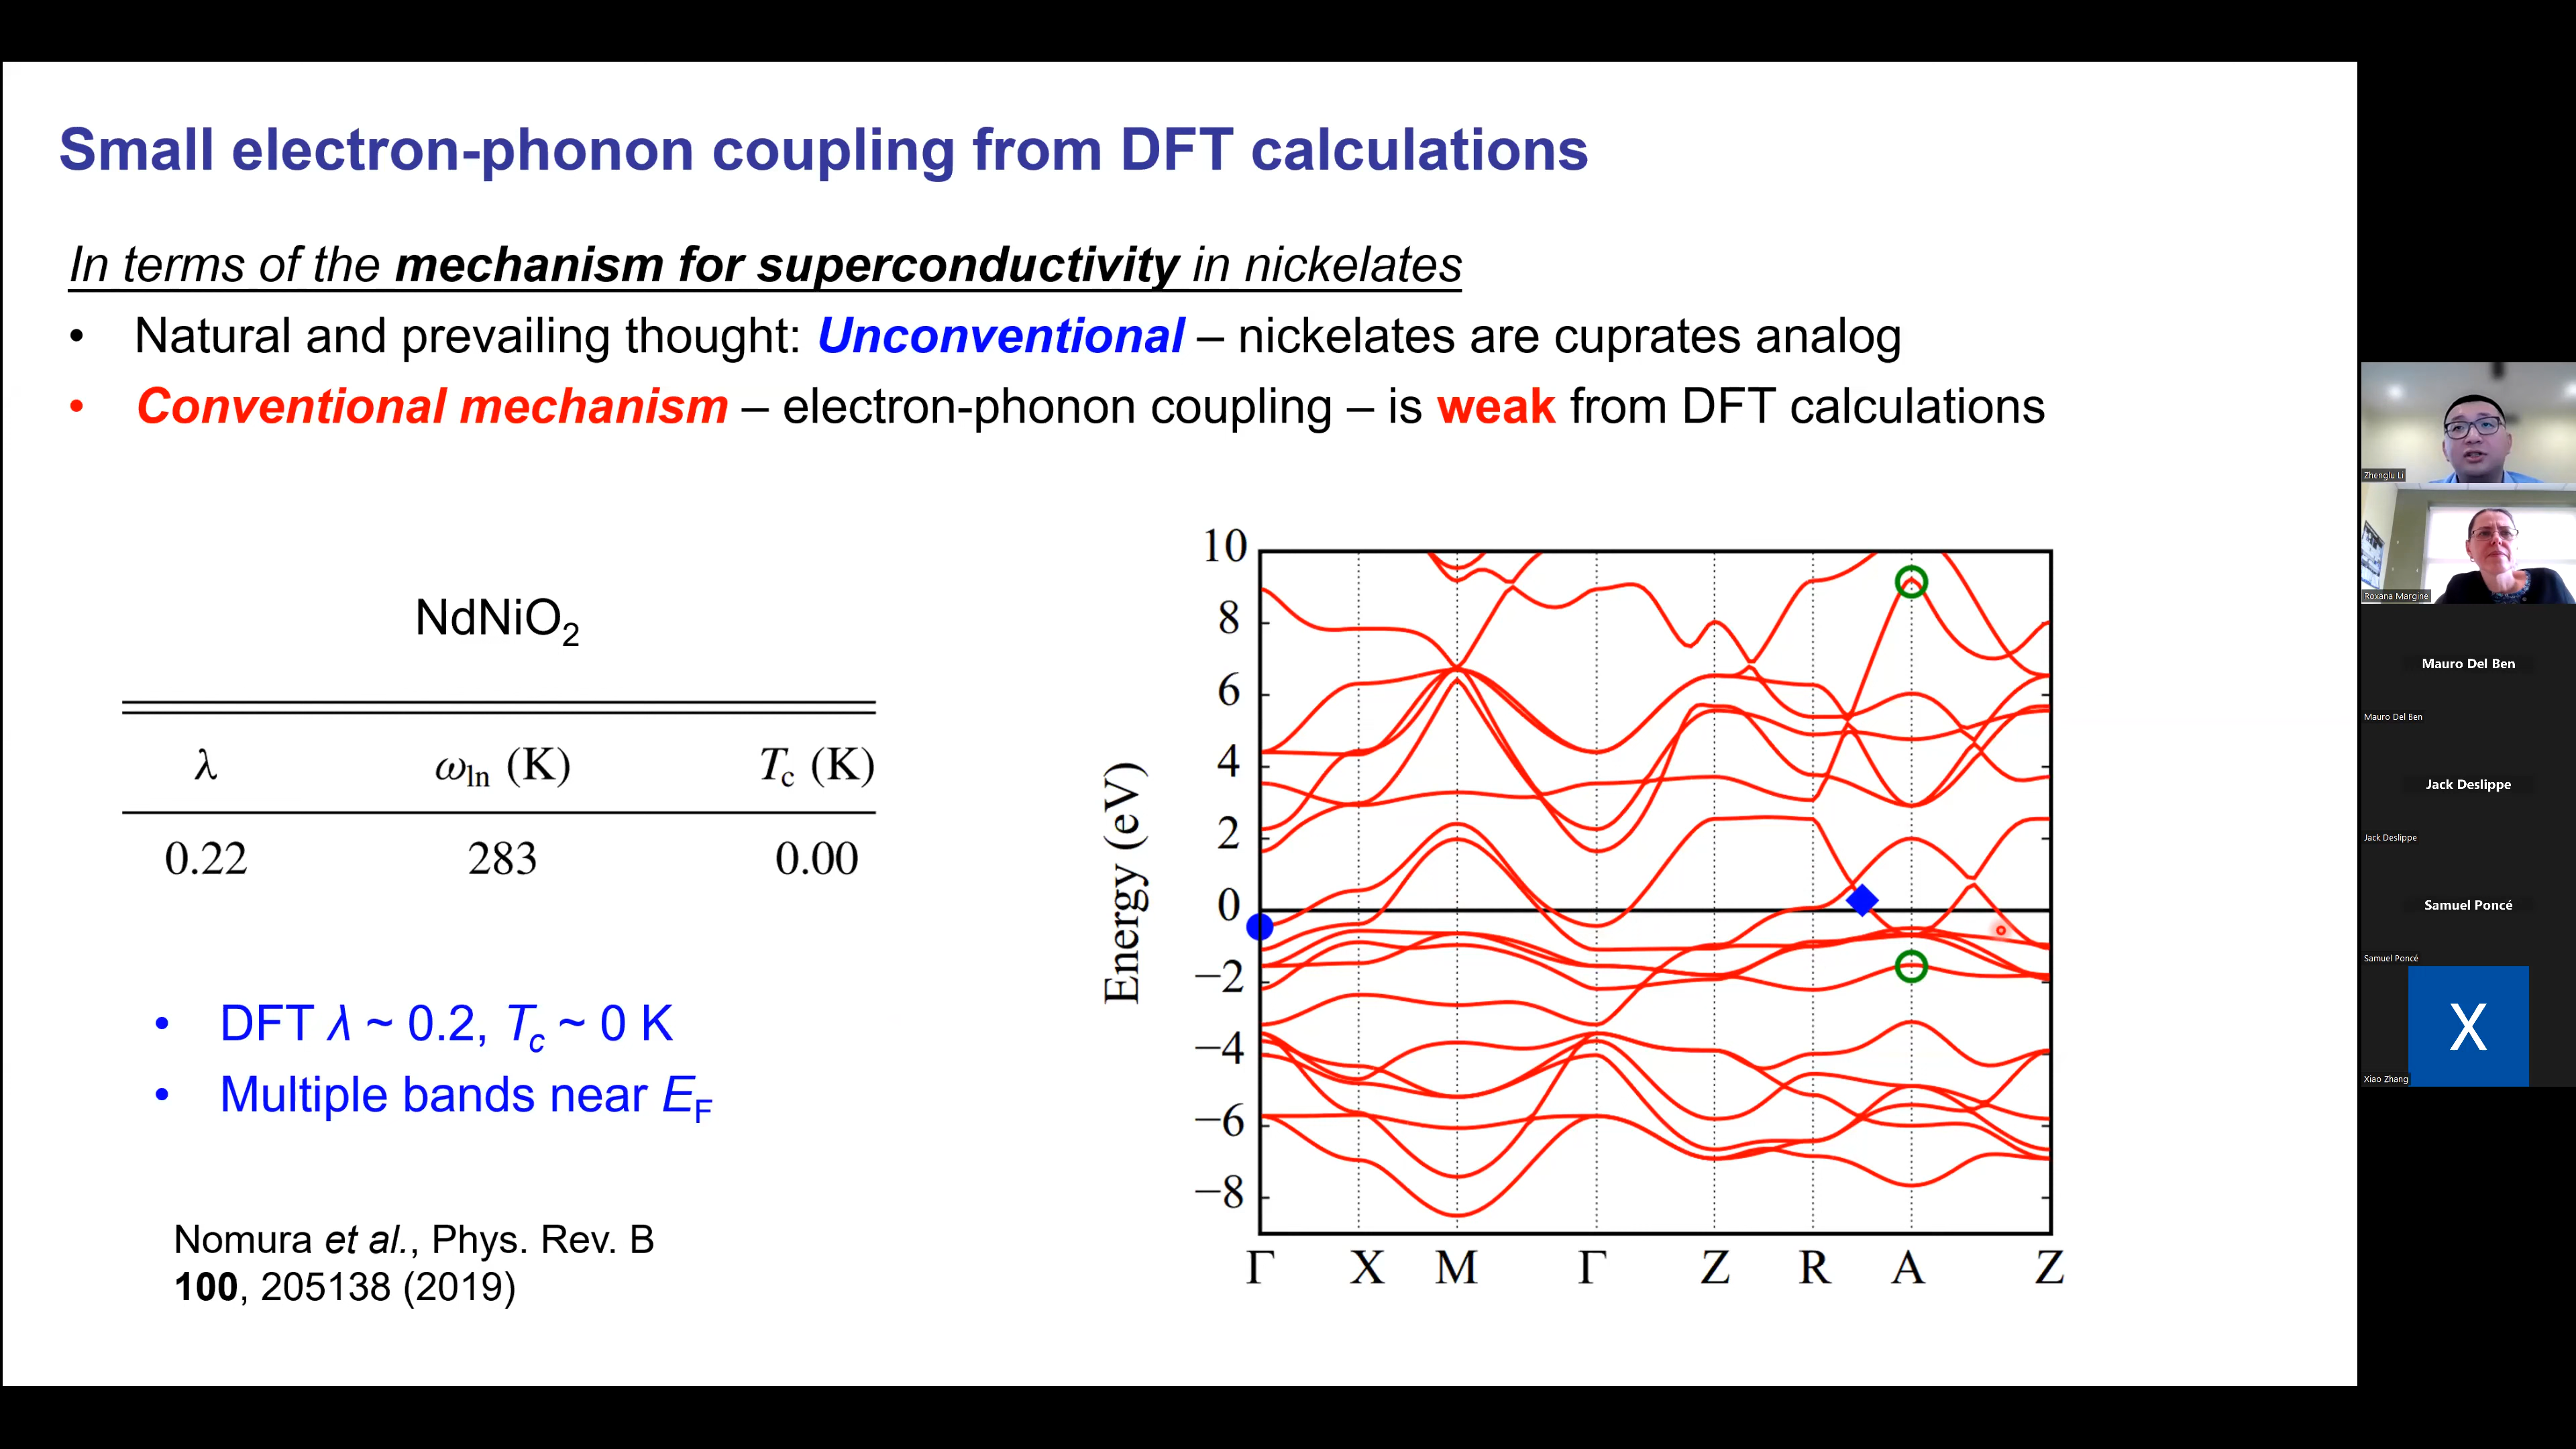 Small electron-phonon coupling from DFT calculations
In terms of the mechanism for superconductivity in nickelates
• Natural and prevailing thought: Unconventional – nickelates are cuprates analog
• Conventional mechanism – electron-phonon coupling – is weak from DFT calculations
NdNiO₂
λ ωln (K) Tc (K)
0.22 283 0.00
• DFT λ ~ 0.2, Tc ~ 0 K
• Multiple bands near EF
Nomura et al., Phys. Rev. B
100, 205138 (2019)
Energy (eV)
10
8
6
4
2
0
−2
−4
−6
−8
Γ X M Γ Z R A Z
Zhenglu Li
Roxana Margine
Mauro Del Ben
Mauro Del Ben
Jack Deslippe
Jack Deslippe
Samuel Poncé
Samuel Poncé
X
Xiao Zhang